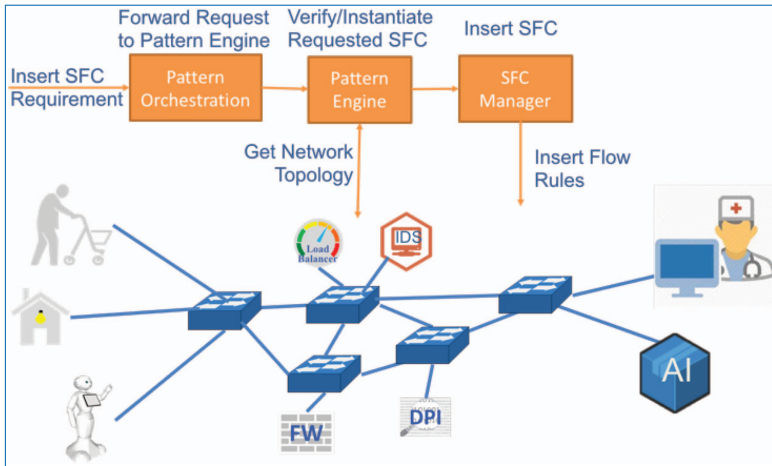 Forward Request
to Pattern Engine
Verify/Instantiate
Requested SFC
Insert SFC
Insert SFC
Requirement
Pattern
Orchestration
Pattern
Engine
SFC
Manager
Get Network
Topology
Insert Flow
Rules
Load
Balancer
IDS
FW
DPI
AI